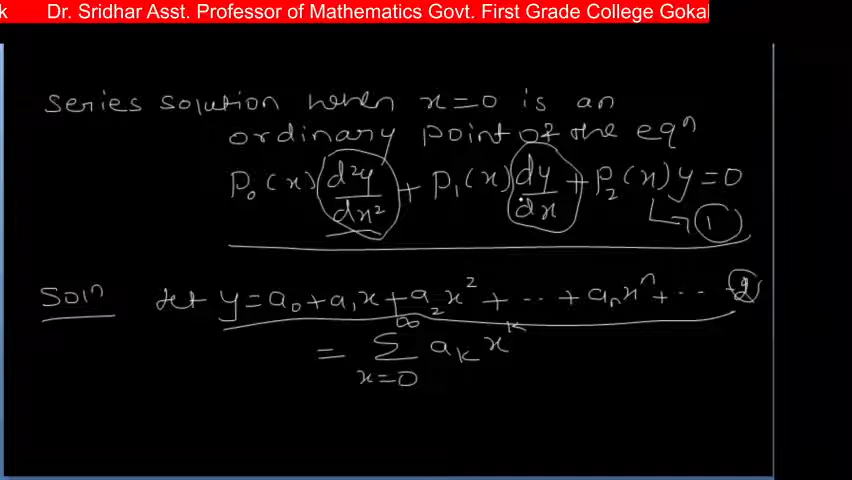 k Dr. Sridhar Asst. Professor of Mathematics Govt. First Grade College Gokal
series solution when x=0 is an
ordinary point of the eqⁿ
P₀(x) d²y/dx² + P₁(x) dy/dx + P₂(x) y = 0 → ①
Solⁿ Let y = a₀ + a₁x + a₂x² + ··· + aₙxⁿ + ··· ②
= ∑_{x=0}^{∞} aₖ xᵏ